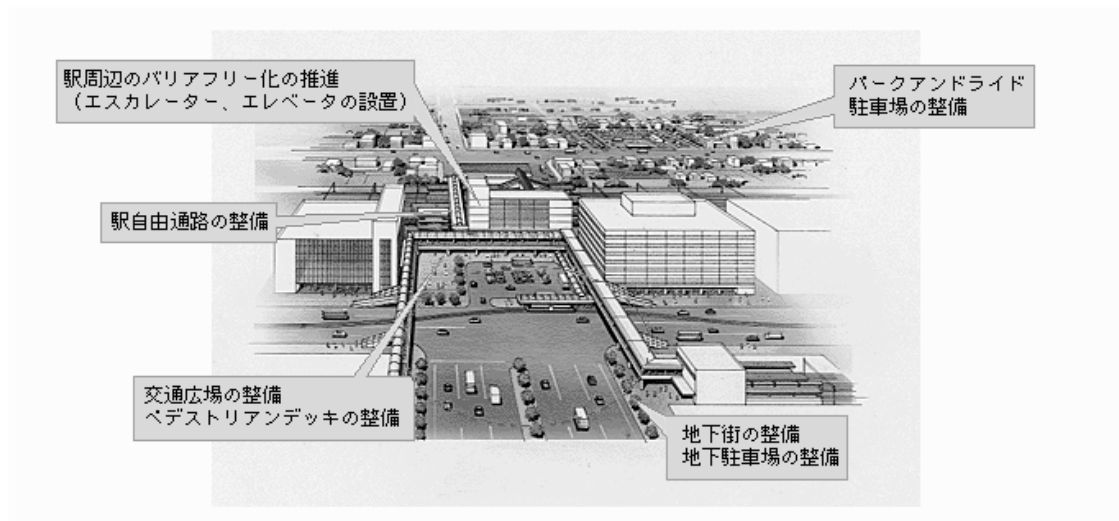 駅周辺のバリアフリー化の推進
（エスカレーター、エレベータの設置）
パークアンドライド
駐車場の整備
駅自由通路の整備
交通広場の整備
ペデストリアンデッキの整備
地下街の整備
地下駐車場の整備